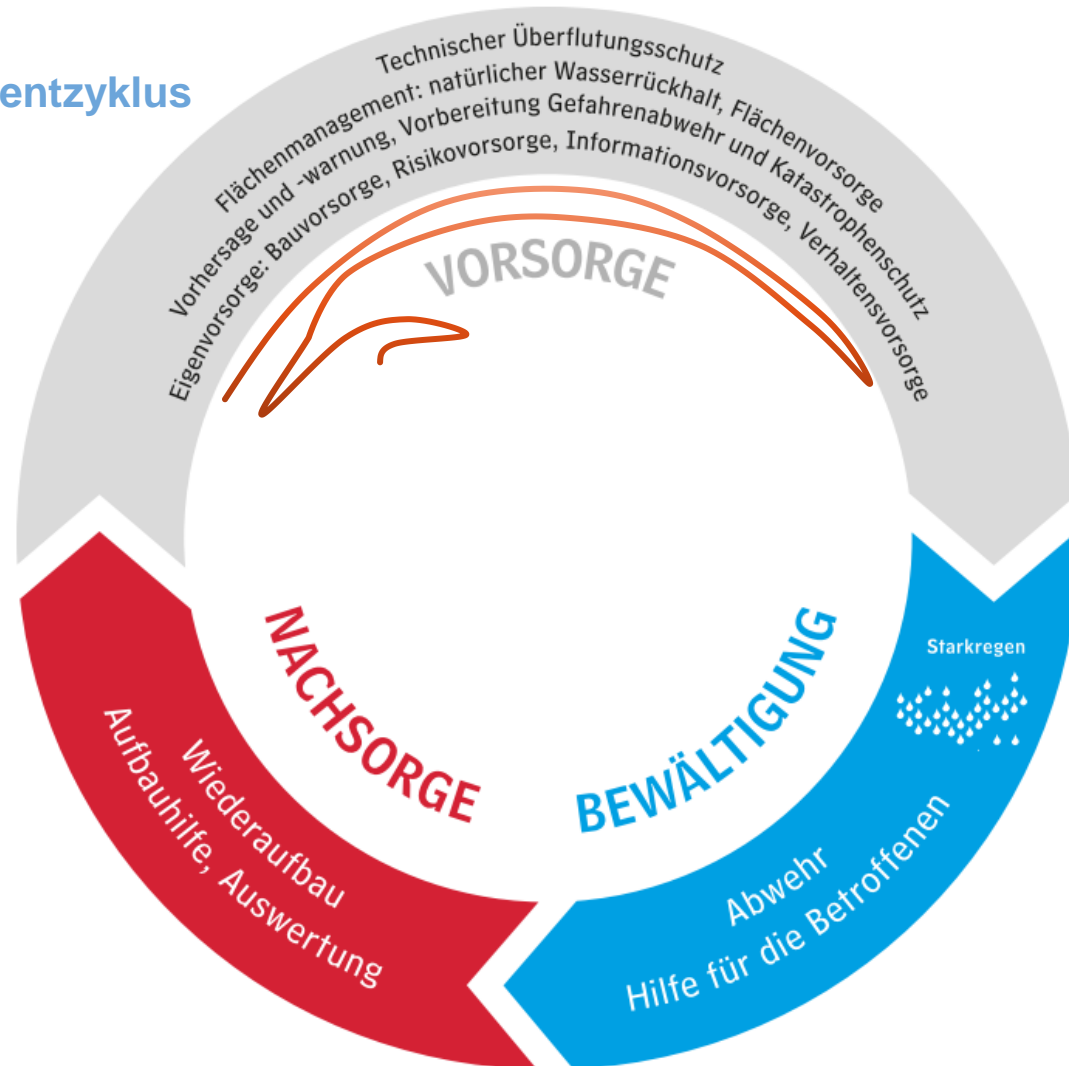 entzyklus
Technischer Überflutungsschutz
Flächenmanagement: natürlicher Wasserrückhalt, Flächenvorsorge
Vorhersage und -warnung, Vorbereitung Gefahrenabwehr und Katastrophenschutz
Eigenvorsorge: Bauvorsorge, Risikovorsorge, Informationsvorsorge, Verhaltensvorsorge
VORSORGE
NACHSORGE
BEWÄLTIGUNG
Starkregen
Wiederaufbau
Aufbauhilfe, Auswertung
Abwehr
Hilfe für die Betroffenen